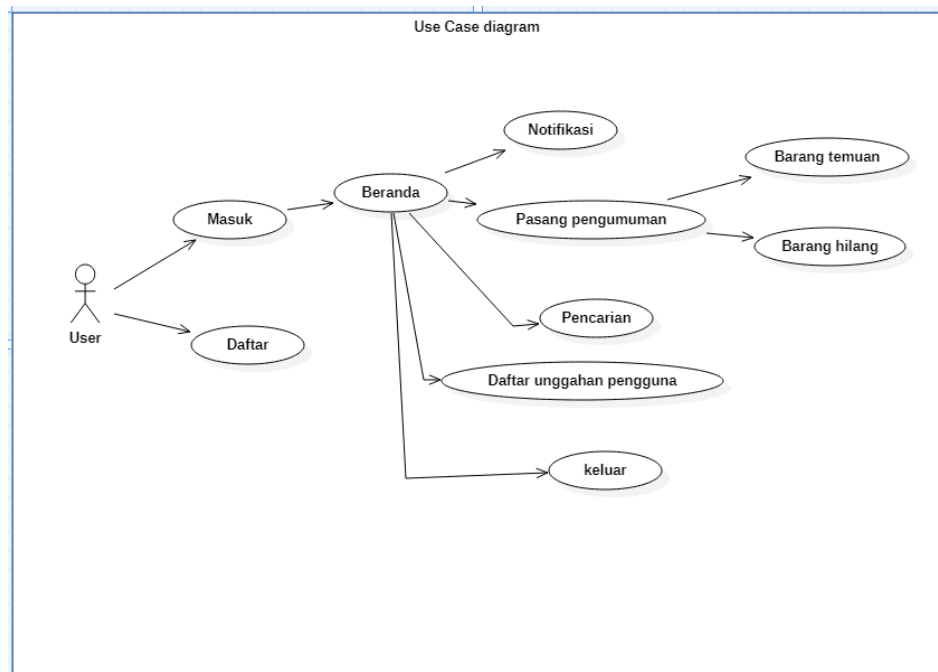 Use Case diagram
Notifikasi
Barang temuan
Beranda
Masuk
Pasang pengumuman
Barang hilang
User
Daftar
Pencarian
Daftar unggahan pengguna
keluar